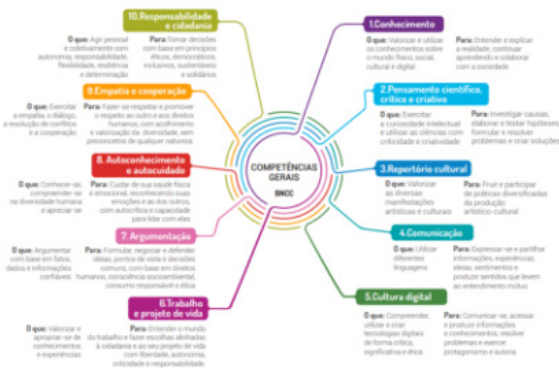 COMPETÊNCIAS
GERAIS
BNCC
1.Conhecimento
O que: Valorizar e utilizar
os conhecimentos sobre
o mundo físico, social,
cultural e digital
Para: Entender e explicar
a realidade, continuar
aprendendo e colaborar
com a sociedade
2.Pensamento científico,
crítico e criativo
O que: Exercitar
a curiosidade intelectual
e utilizar as ciências com
criticidade e criatividade
Para: Investigar causas,
elaborar e testar hipóteses,
formular e resolver
problemas e criar soluções
3.Repertório cultural
O que: Valorizar
as diversas
manifestações
artísticas e culturais
Para: Fruir e participar
de práticas diversificadas
da produção
artístico-cultural
4.Comunicação
O que: Utilizar
diferentes
linguagens
Para: Expressar-se e partilhar
informações, experiências,
ideias, sentimentos e
produzir sentidos que levem
ao entendimento mútuo
5.Cultura digital
O que: Compreender,
utilizar e criar
tecnologias digitais
de forma crítica,
significativa e ética
Para: Comunicar-se, acessar
e produzir informações
e conhecimentos, resolver
problemas e exercer
protagonismo e autoria
6.Trabalho
e projeto de vida
O que: Valorizar e
apropriar-se de
conhecimentos
e experiências
Para: Entender o mundo
do trabalho e fazer escolhas alinhadas
à cidadania e ao seu projeto de vida
com liberdade, autonomia,
criticidade e responsabilidade
7. Argumentação
O que: Argumentar
com base em fatos,
dados e informações
confiáveis
Para: Formular, negociar e defender
ideias, pontos de vista e decisões
comuns, com base em direitos
humanos, consciência socioambiental,
consumo responsável e ética
8. Autoconhecimento
e autocuidado
O que: Conhecer-se,
compreender-se
na diversidade humana
e apreciar-se
Para: Cuidar de sua saúde física
e emocional, reconhecendo suas
emoções e as dos outros,
com autocrítica e capacidade
para lidar com elas
9.Empatia e cooperação
O que: Exercitar
a empatia, o diálogo,
a resolução de conflitos
e a cooperação
Para: Fazer-se respeitar e promover
o respeito ao outro e aos direitos
humanos, com acolhimento
e valorização da diversidade, sem
preconceitos de qualquer natureza
10.Responsabilidade
e cidadania
O que: Agir pessoal
e coletivamente com
autonomia, responsabilidade,
flexibilidade, resiliência
e determinação
Para: Tomar decisões
com base em princípios
éticos, democráticos,
inclusivos, sustentáveis
e solidários